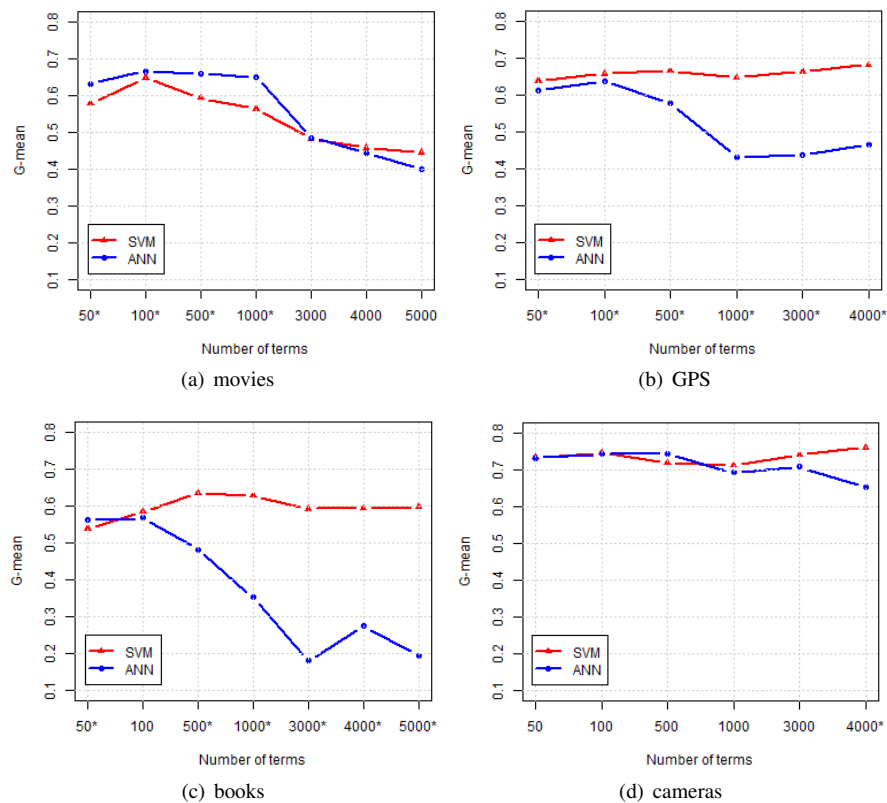 G-mean
0.8
0.7
0.6
0.5
0.4
0.3
0.2
0.1
SVM
ANN
50* 100* 500* 1000* 3000 4000 5000
Number of terms
(a) movies
G-mean
0.8
0.7
0.6
0.5
0.4
0.3
0.2
0.1
SVM
ANN
50* 100* 500* 1000* 3000* 4000*
Number of terms
(b) GPS
G-mean
0.8
0.7
0.6
0.5
0.4
0.3
0.2
0.1
SVM
ANN
50* 100 500* 1000* 3000* 4000* 5000*
Number of terms
(c) books
G-mean
0.8
0.7
0.6
0.5
0.4
0.3
0.2
0.1
SVM
ANN
50 100 500 1000 3000 4000*
Number of terms
(d) cameras